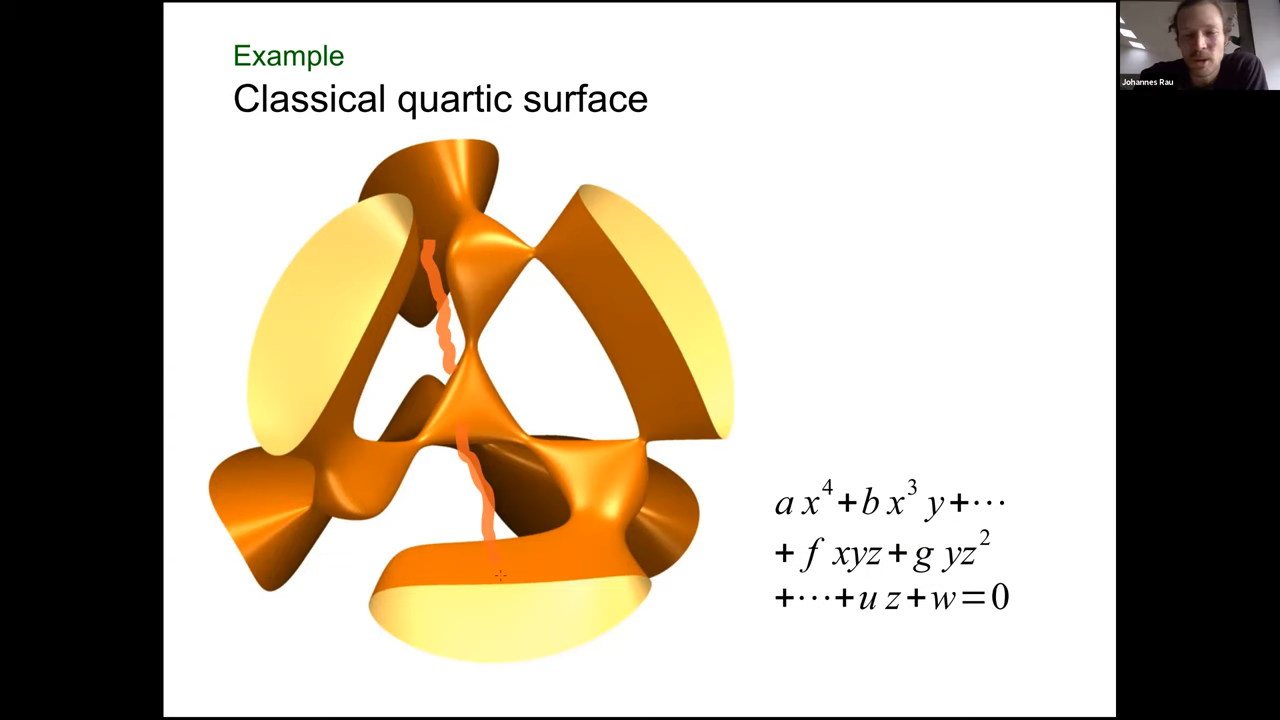 Example
Classical quartic surface
a x⁴+b x³ y+⋯
+ f xyz+g yz²
+⋯+u z+w=0
Johannes Rau